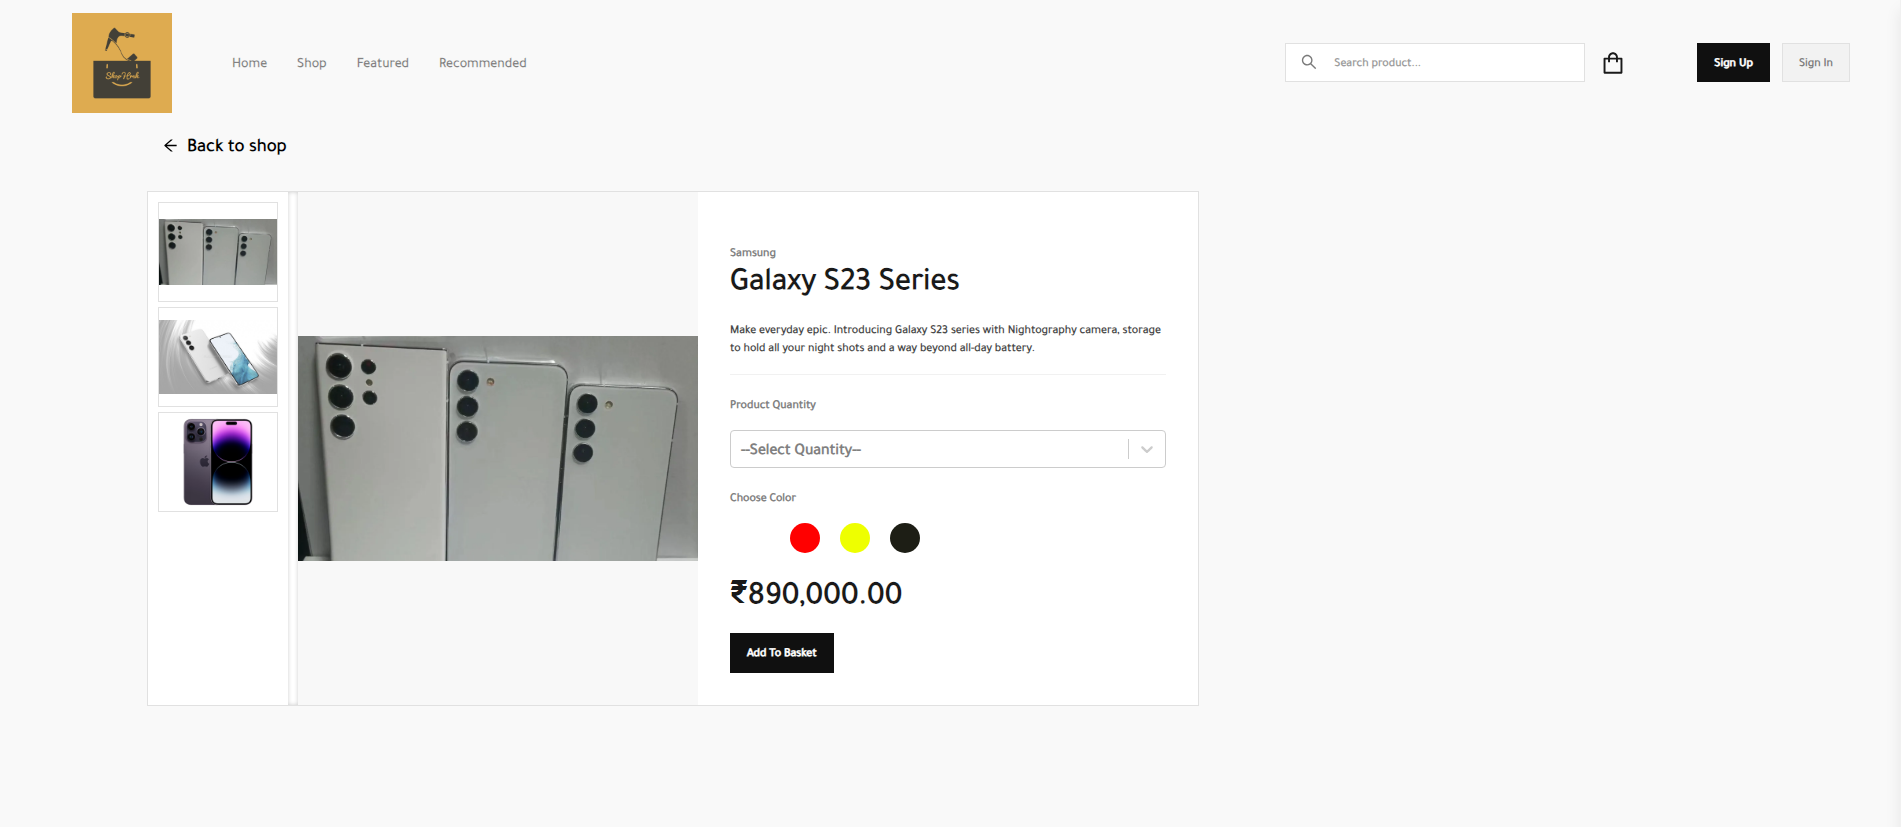 Home
Shop
Featured
Recommended
Search product...
Sign Up
Sign In
Back to shop
Samsung
Galaxy S23 Series
Make everyday epic. Introducing Galaxy S23 series with Nightography camera, storage
to hold all your night shots and a way beyond all-day battery.
Product Quantity
--Select Quantity--
Choose Color
₹890,000.00
Add To Basket